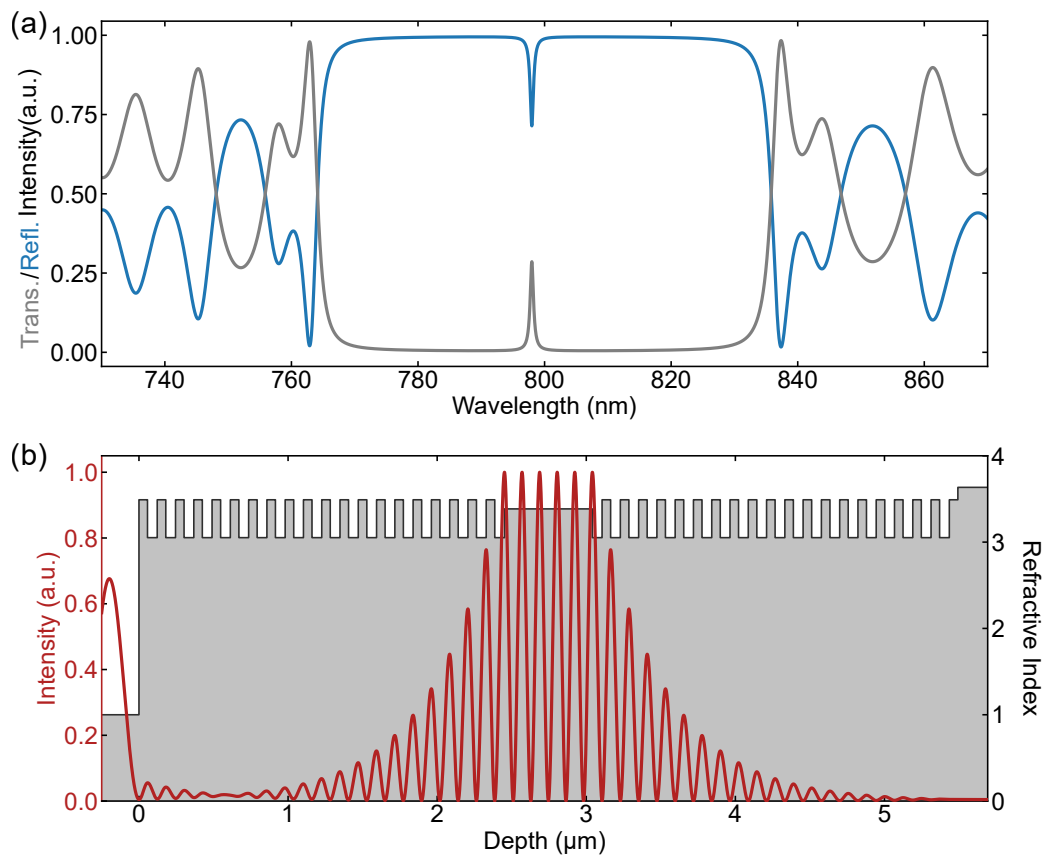 (a)
1.00
0.75
0.50
0.25
0.00
Trans./Refl. Intensity(a.u.)
740 760 780 800 820 840 860
Wavelength (nm)
(b)
1.0
0.8
0.6
0.4
0.2
0.0
Intensity (a.u.)
4
3
2
1
0
Refractive Index
0 1 2 3 4 5
Depth (μm)